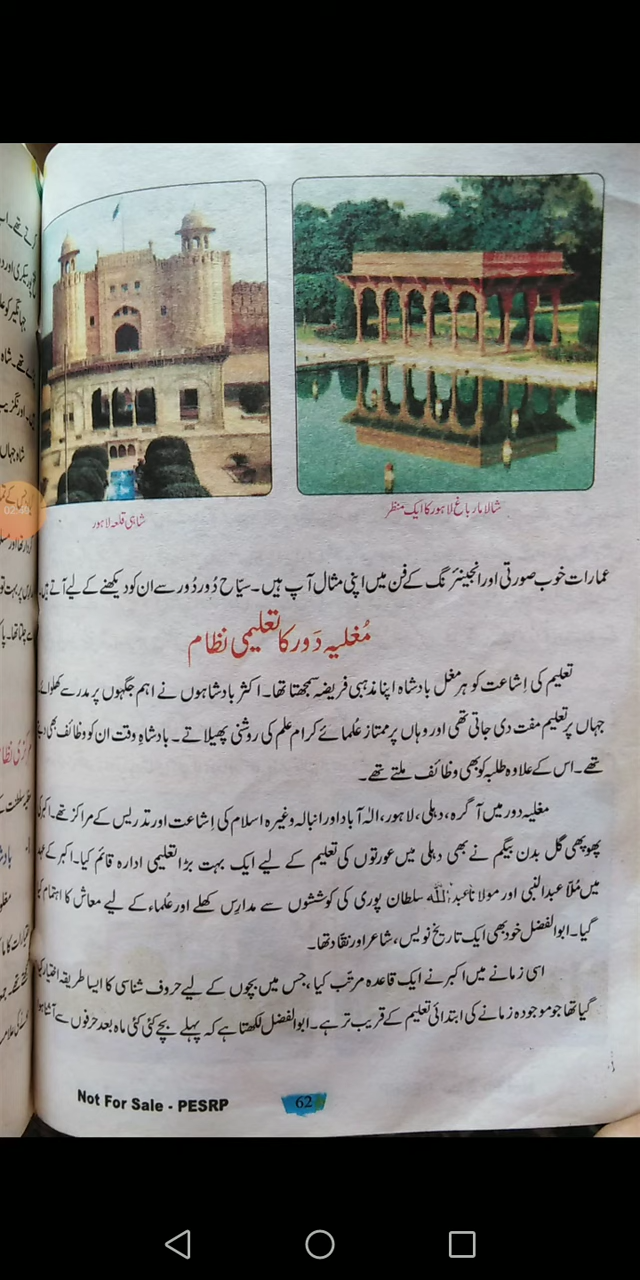 شاہی قلعہ لاہور
شالامار باغ لاہور کا ایک منظر
عمارات خوب صورتی اور انجینئرنگ کے فن میں اپنی مثال آپ ہیں۔ سیّاح دُور دُور سے ان کو دیکھنے کے لیے آتے ہیں۔
مُغلیہ دَور کا تعلیمی نظام
تعلیم کی اِشاعت کو ہر مغل بادشاہ اپنا مذہبی فریضہ سمجھتا تھا۔ اکثر بادشاہوں نے اہم جگہوں پر مدرسے کھلوائے
جہاں پر تعلیم مفت دی جاتی تھی اور وہاں پر ممتاز عُلمائے کرام علم کی روشنی پھیلاتے۔ بادشاہِ وقت ان کو وظائف بھی
تھے۔ اس کے علاوہ طلبہ کو بھی وظائف ملتے تھے۔
مغلیہ دور میں آگرہ، دہلی، لاہور، الٰہ آباد اور انبالہ وغیرہ اسلام کی اِشاعت اور تدریس کے مراکز تھے۔ اکبر کی
پھوپھی گل بدن بیگم نے بھی دہلی میں عورتوں کی تعلیم کے لیے ایک بہت بڑا تعلیمی ادارہ قائم کیا۔ اکبر کے عہد
میں مُلّا عبدالنبی اور مولانا عبداللہ سلطان پوری کی کوششوں سے مدارس کھلے اور عُلماء کے لیے معاش کا اہتمام کیا
گیا۔ ابوالفضل خود بھی ایک تاریخ نویس، شاعر اور نقّاد تھا۔
اسی زمانے میں اکبر نے ایک قاعدہ مرتّب کیا، جس میں بچوں کے لیے حروف شناسی کا ایسا طریقہ اختیار کیا
گیا تھا جو موجودہ زمانے کی ابتدائی تعلیم کے قریب تر ہے۔ ابوالفضل لکھتا ہے کہ پہلے بچے کئی کئی ماہ بعد حرفوں سے آشنا
Not For Sale - PESRP
62